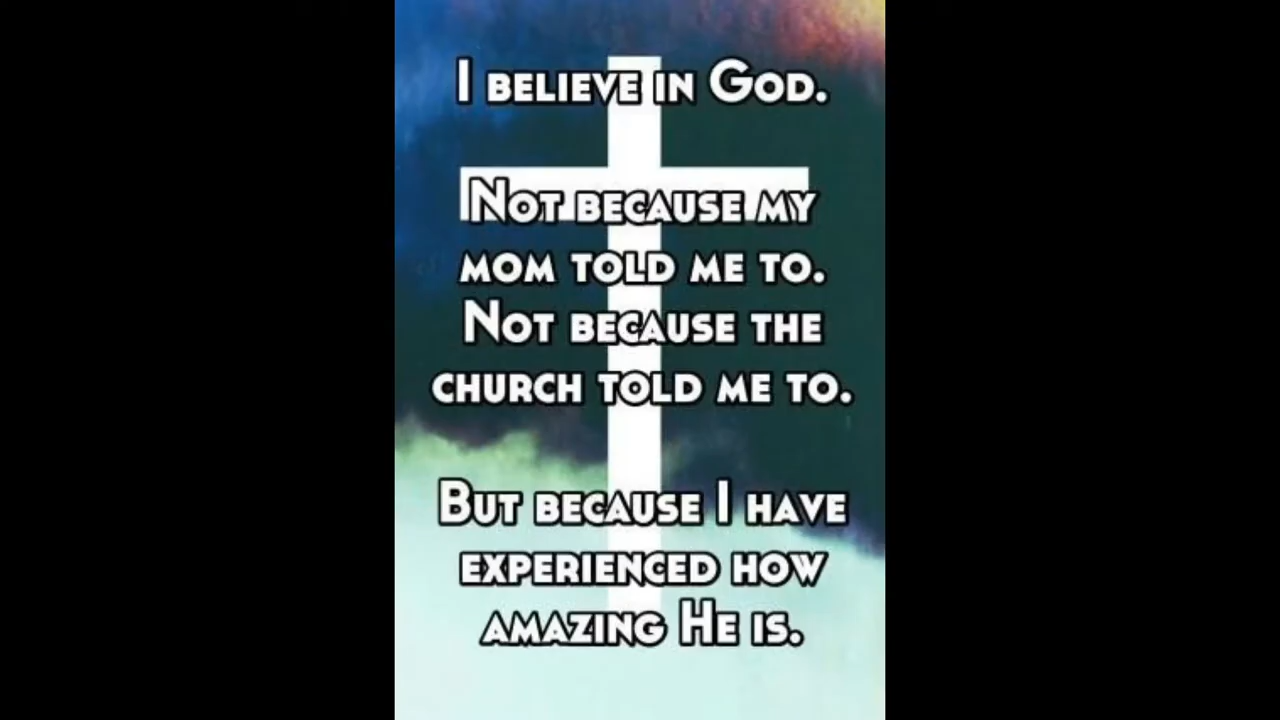 I BELIEVE IN GOD.
NOT BECAUSE MY
MOM TOLD ME TO.
NOT BECAUSE THE
CHURCH TOLD ME TO.
BUT BECAUSE I HAVE
EXPERIENCED HOW
AMAZING HE IS.